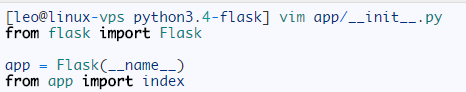 [leo@linux-vps python3.4-flask] vim app/__init__.py
from flask import Flask
app = Flask(__name__)
from app import index